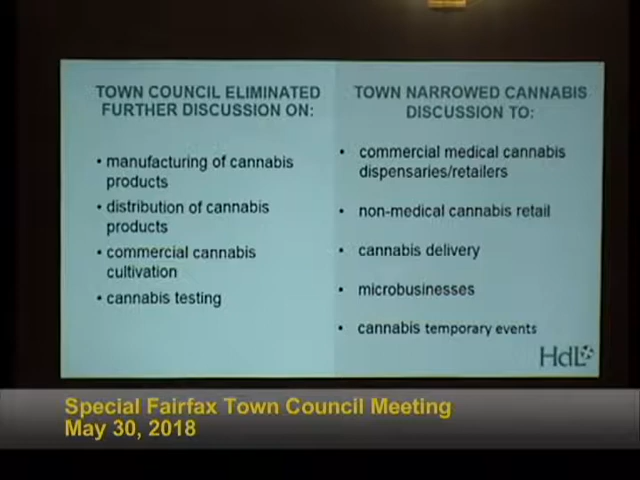 TOWN COUNCIL ELIMINATED
FURTHER DISCUSSION ON:
• manufacturing of cannabis
products
• distribution of cannabis
products
• commercial cannabis
cultivation
• cannabis testing
TOWN NARROWED CANNABIS
DISCUSSION TO:
• commercial medical cannabis
dispensaries/retailers
• non-medical cannabis retail
• cannabis delivery
• microbusinesses
• cannabis temporary events
HdL
Special Fairfax Town Council Meeting
May 30, 2018